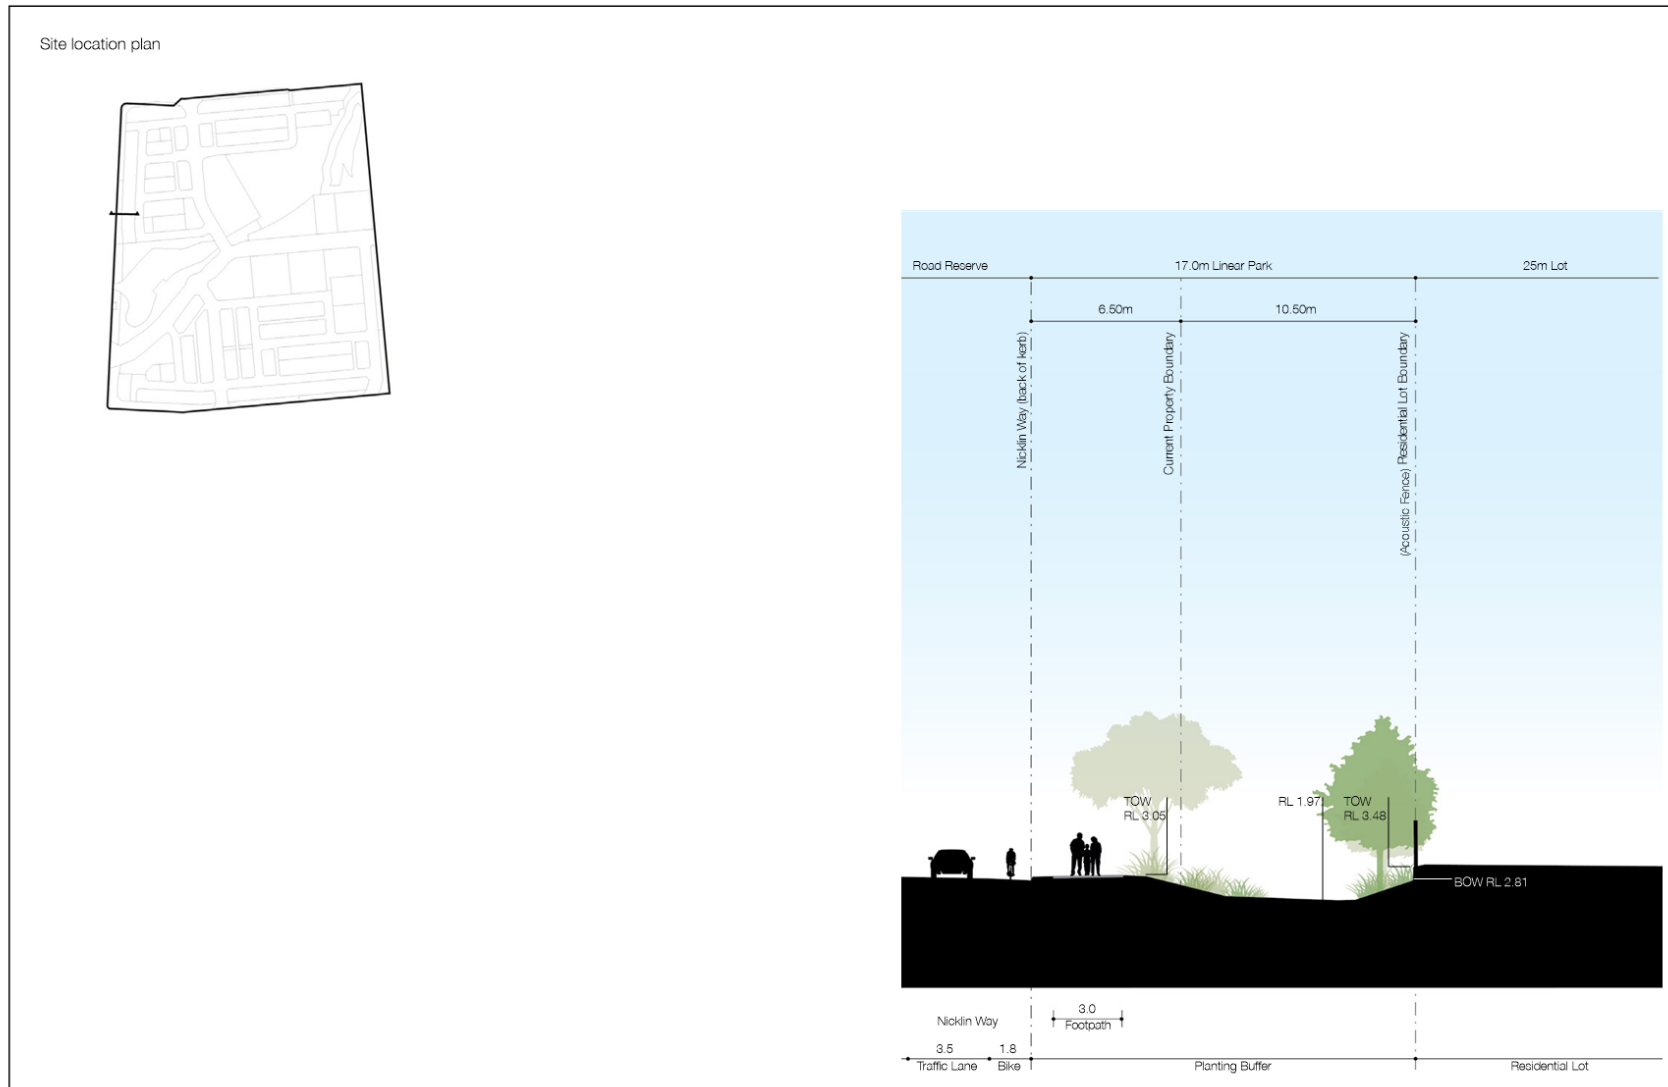 Site location plan
Road Reserve
17.0m Linear Park
25m Lot
6.50m
10.50m
Nicklin Way (back of kerb)
Current Property Boundary
(Acoustic Fence) Residential Lot Boundary
TOW
RL 3.05
RL 1.97
TOW
RL 3.48
BOW RL 2.81
Nicklin Way
3.0
Footpath
3.5
Traffic Lane
1.8
Bike
Planting Buffer
Residential Lot